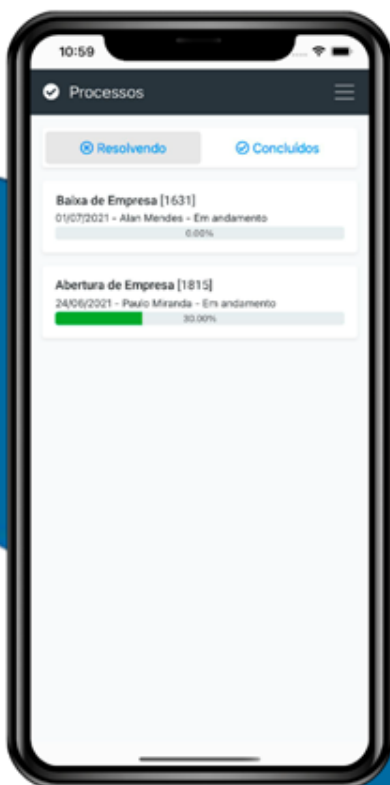 10:59
Processos
Resolvendo
Concluídos
Baixa de Empresa [1631]
01/07/2021 - Alan Mendes - Em andamento
0.00%
Abertura de Empresa [1815]
24/06/2021 - Paulo Miranda - Em andamento
30.00%